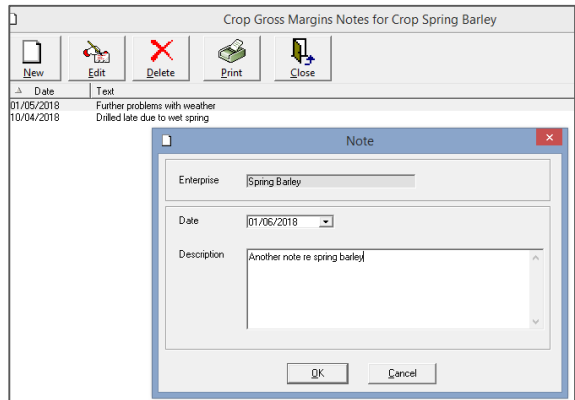 Crop Gross Margins Notes for Crop Spring Barley
New Edit Delete Print Close
Date Text
01/05/2018 Further problems with weather
10/04/2018 Drilled late due to wet spring
Note
Enterprise Spring Barley
Date 01/06/2018
Description Another note re spring barley
OK Cancel